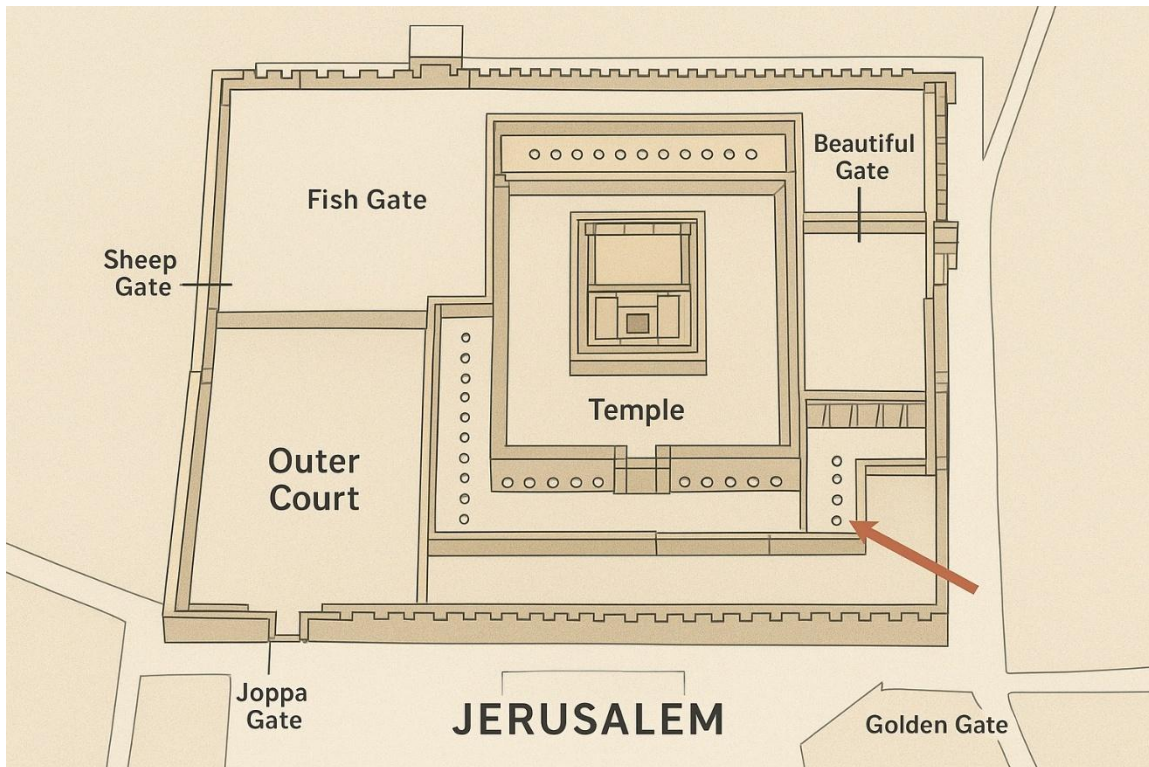 Beautiful
Gate
Fish Gate
Sheep
Gate
Temple
Outer
Court
Joppa
Gate
JERUSALEM
Golden Gate